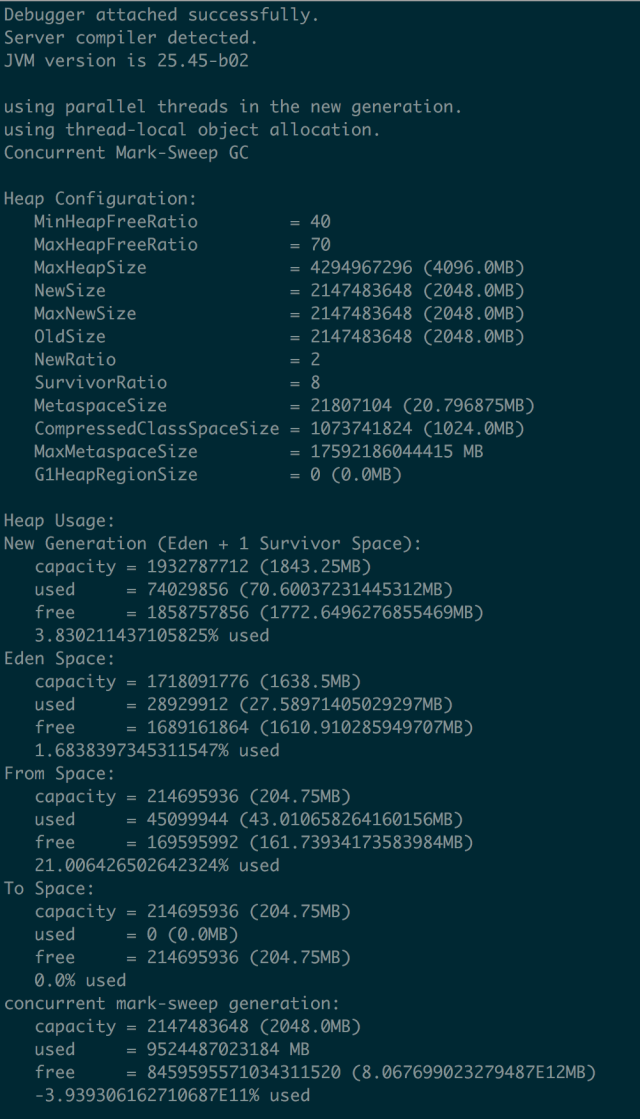 Debugger attached successfully.
Server compiler detected.
JVM version is 25.45-b02

using parallel threads in the new generation.
using thread-local object allocation.
Concurrent Mark-Sweep GC

Heap Configuration:
   MinHeapFreeRatio         = 40
   MaxHeapFreeRatio         = 70
   MaxHeapSize              = 4294967296 (4096.0MB)
   NewSize                  = 2147483648 (2048.0MB)
   MaxNewSize               = 2147483648 (2048.0MB)
   OldSize                  = 2147483648 (2048.0MB)
   NewRatio                 = 2
   SurvivorRatio            = 8
   MetaspaceSize            = 21807104 (20.796875MB)
   CompressedClassSpaceSize = 1073741824 (1024.0MB)
   MaxMetaspaceSize         = 17592186044415 MB
   G1HeapRegionSize         = 0 (0.0MB)

Heap Usage:
New Generation (Eden + 1 Survivor Space):
   capacity = 1932787712 (1843.25MB)
   used     = 74029856 (70.60037231445312MB)
   free     = 1858757856 (1772.6496276855469MB)
   3.830211437105825% used
Eden Space:
   capacity = 1718091776 (1638.5MB)
   used     = 28929912 (27.58971405029297MB)
   free     = 1689161864 (1610.910285949707MB)
   1.6838397345311547% used
From Space:
   capacity = 214695936 (204.75MB)
   used     = 45099944 (43.010658264160156MB)
   free     = 169595992 (161.73934173583984MB)
   21.006426502642324% used
To Space:
   capacity = 214695936 (204.75MB)
   used     = 0 (0.0MB)
   free     = 214695936 (204.75MB)
   0.0% used
concurrent mark-sweep generation:
   capacity = 2147483648 (2048.0MB)
   used     = 9524487023184 MB
   free     = 8459595571034311520 (8.067699023279487E12MB)
   -3.939306162710687E11% used